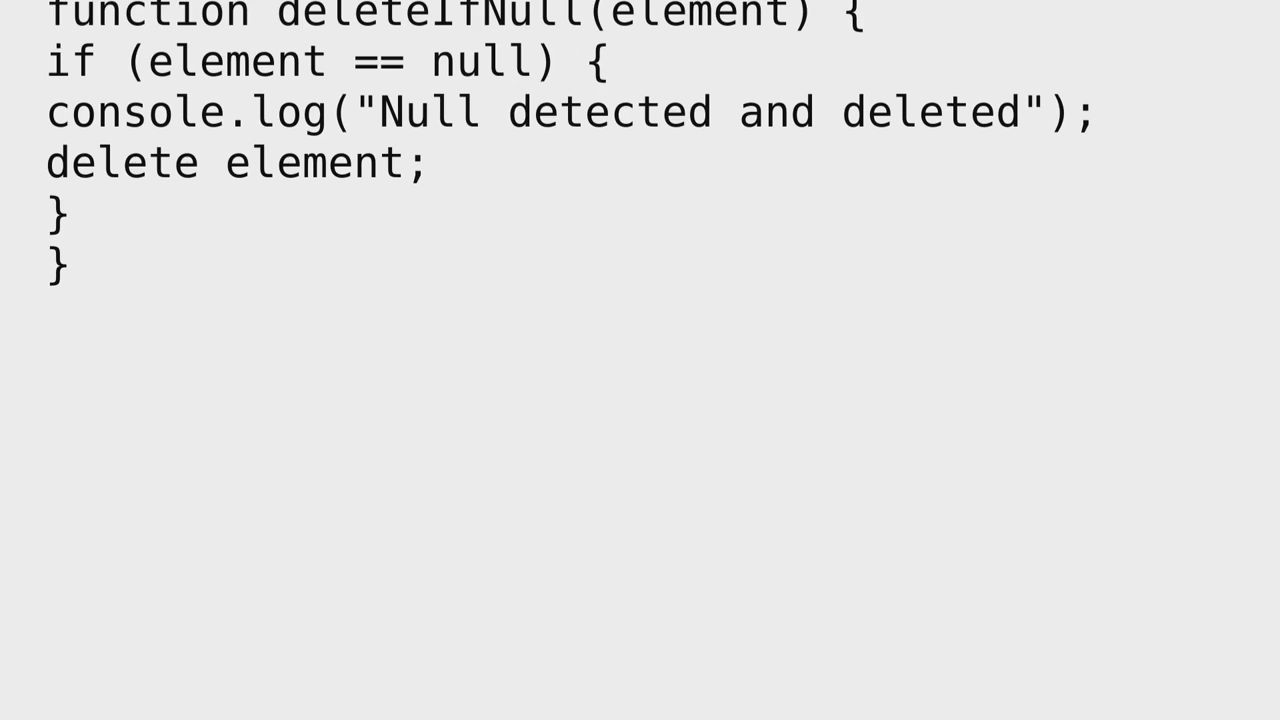 function deleteIfNull(element) {
if (element == null) {
console.log("Null detected and deleted");
delete element;
}
}